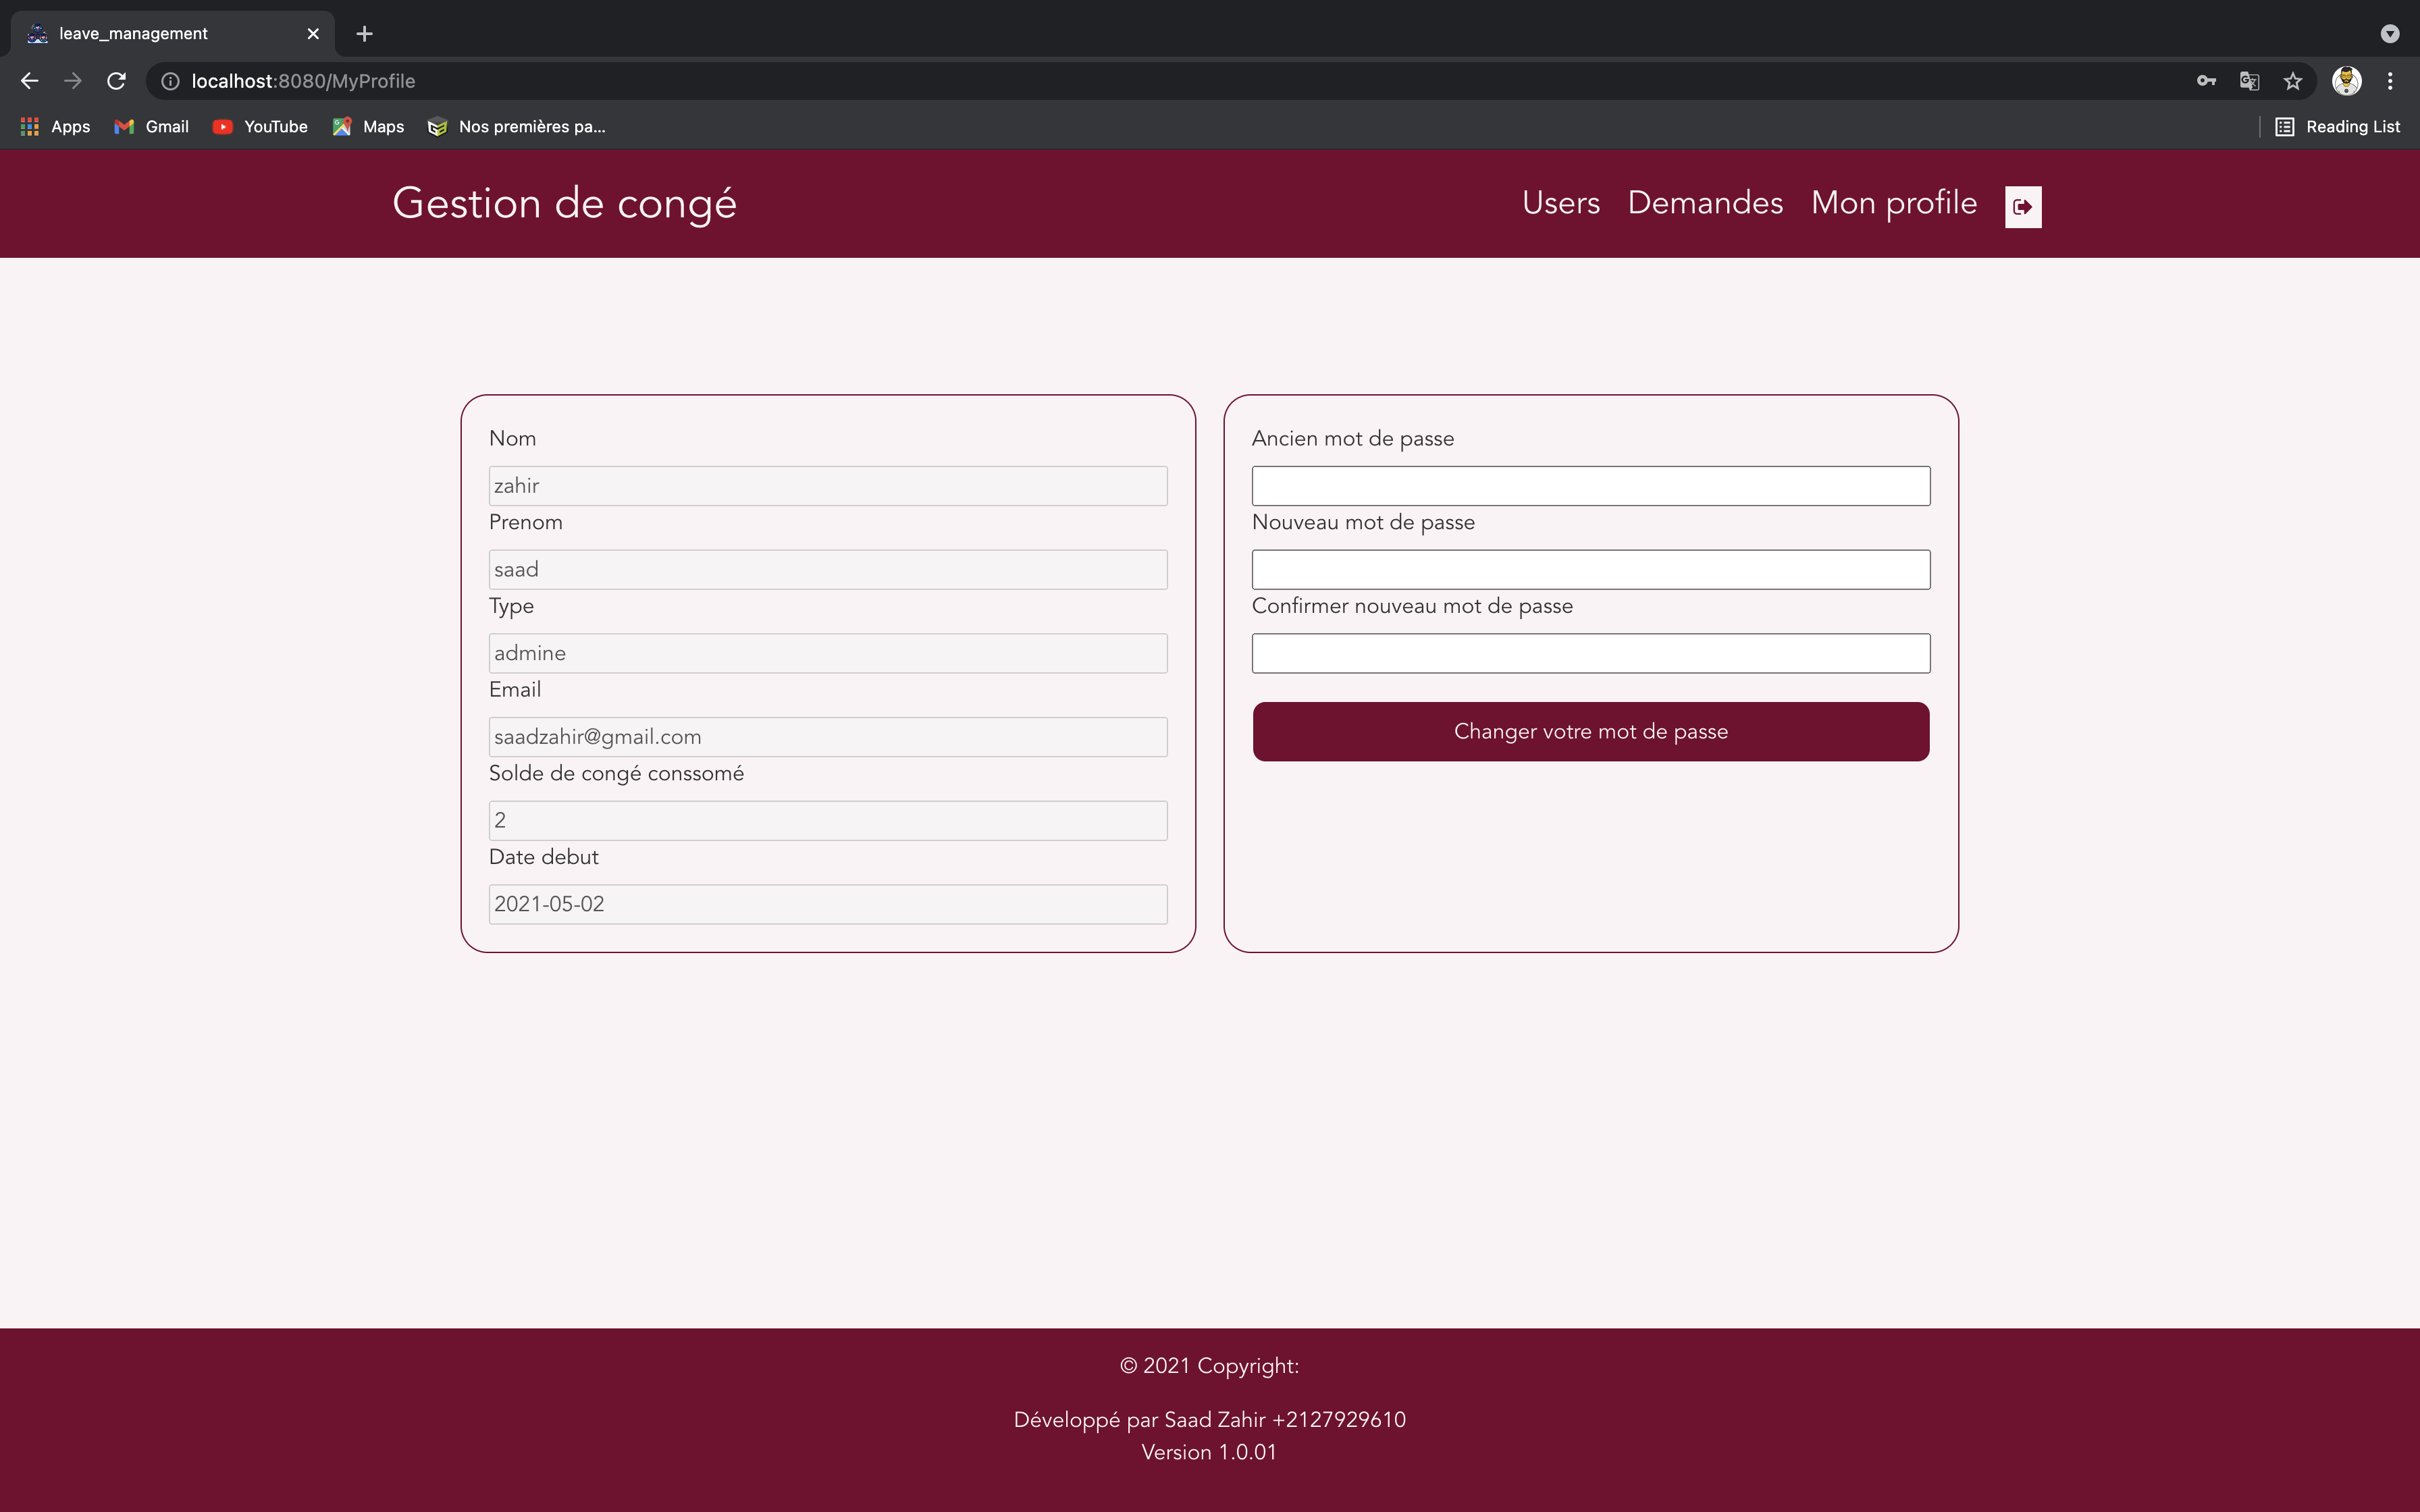 leave_management
localhost:8080/MyProfile
Apps Gmail YouTube Maps Nos premières pa... Reading List
Gestion de congé Users Demandes Mon profile
Nom
zahir
Prenom
saad
Type
admine
Email
saadzahir@gmail.com
Solde de congé conssomé
2
Date debut
2021-05-02
Ancien mot de passe
Nouveau mot de passe
Confirmer nouveau mot de passe
Changer votre mot de passe
© 2021 Copyright:
Développé par Saad Zahir +2127929610
Version 1.0.01